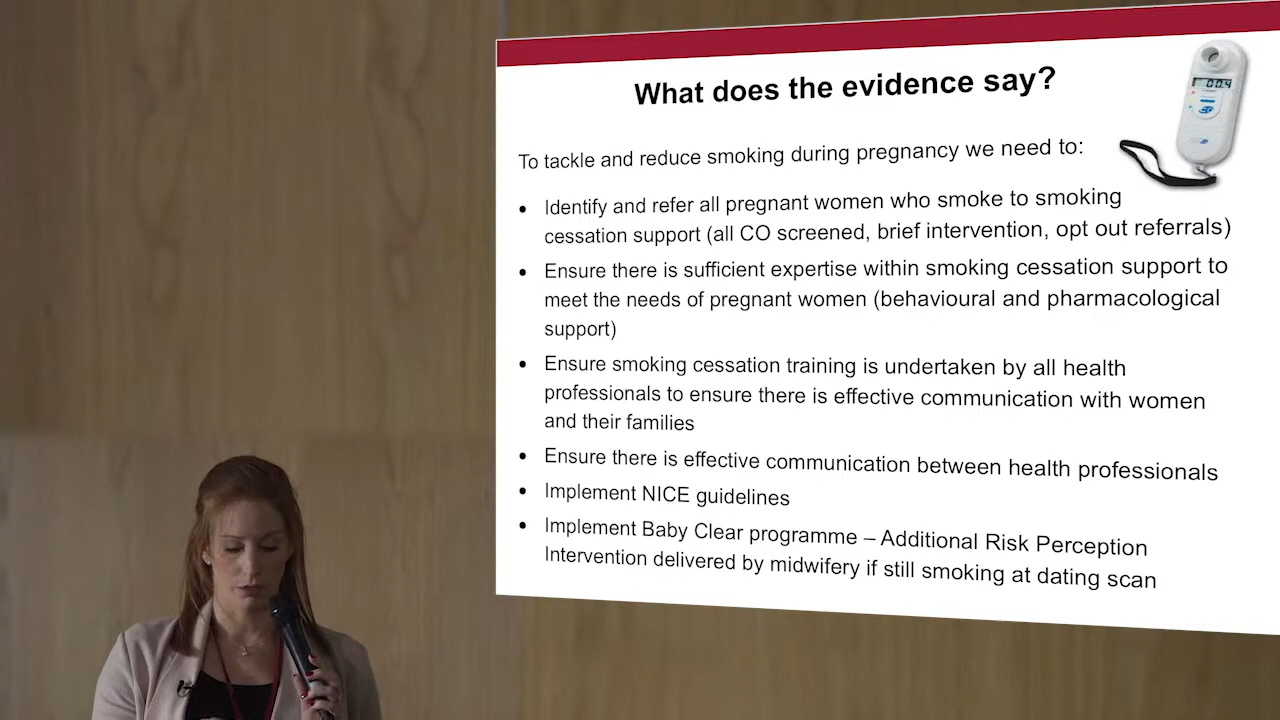 What does the evidence say?
To tackle and reduce smoking during pregnancy we need to:
• Identify and refer all pregnant women who smoke to smoking
cessation support (all CO screened, brief intervention, opt out referrals)
• Ensure there is sufficient expertise within smoking cessation support to
meet the needs of pregnant women (behavioural and pharmacological
support)
• Ensure smoking cessation training is undertaken by all health
professionals to ensure there is effective communication with women
and their families
• Ensure there is effective communication between health professionals
• Implement NICE guidelines
• Implement Baby Clear programme – Additional Risk Perception
Intervention delivered by midwifery if still smoking at dating scan